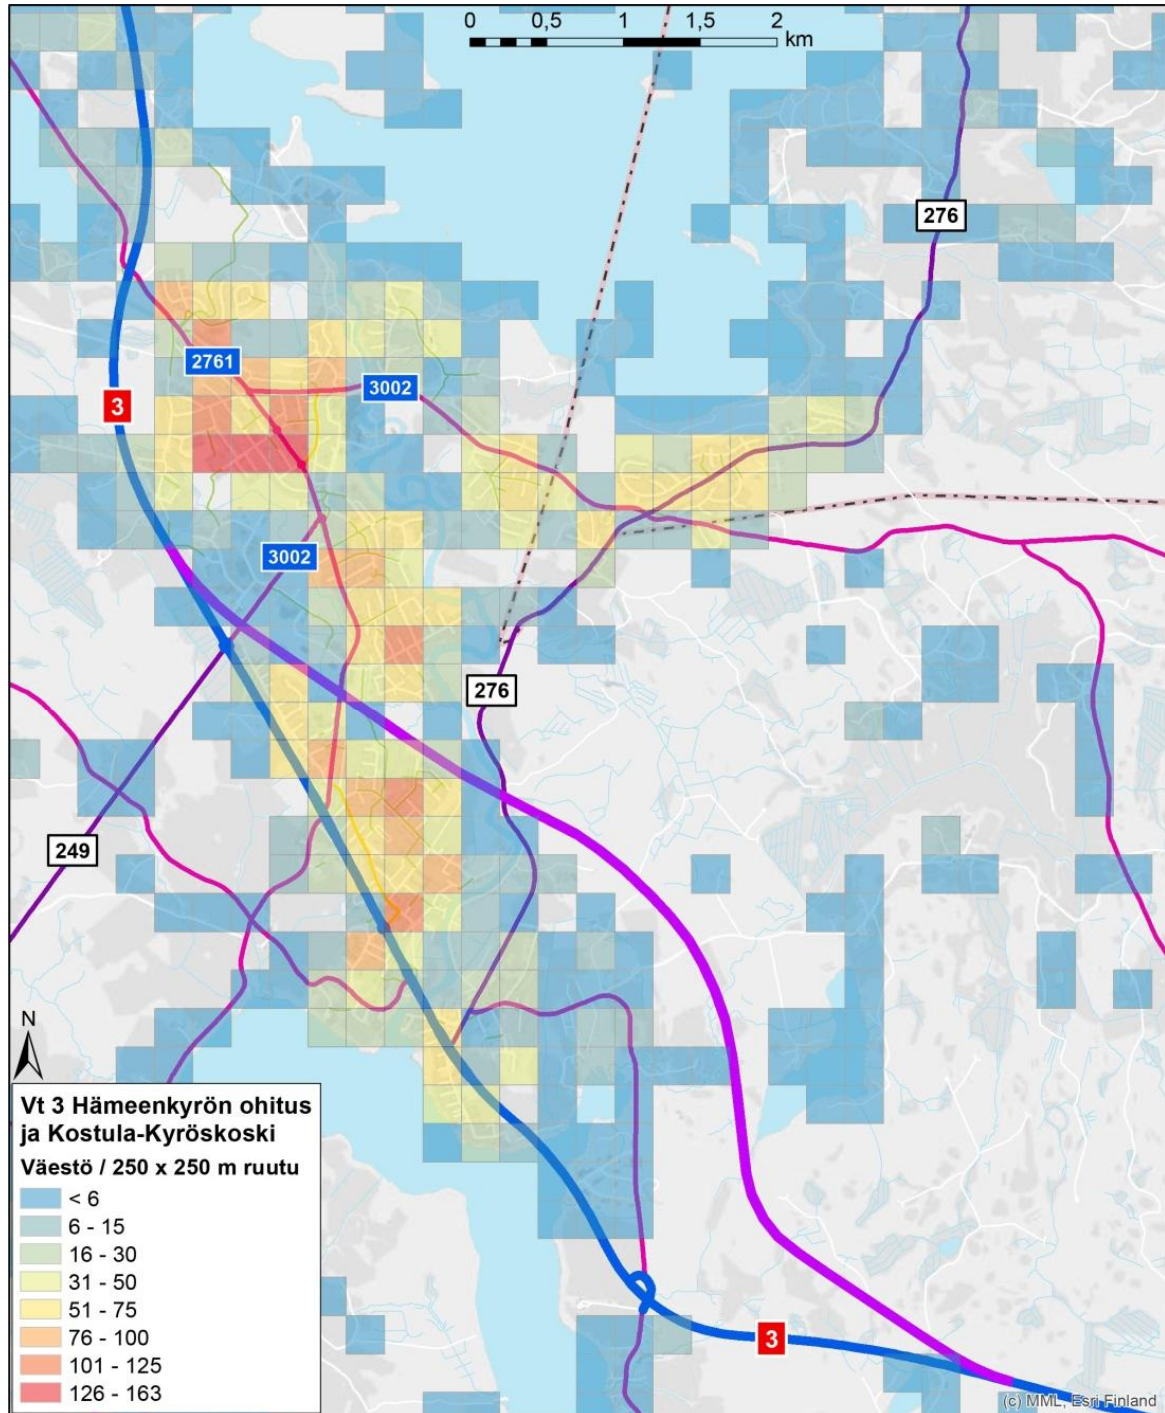 0 0,5 1 1,5 2
km
276
2761
3002
3
3002
276
249
N
Vt 3 Hämeenkyrön ohitus
ja Kostula-Kyröskoski
Väestö / 250 x 250 m ruutu
< 6
6 - 15
16 - 30
31 - 50
51 - 75
76 - 100
101 - 125
126 - 163
3
(c) MML, Esri Finland